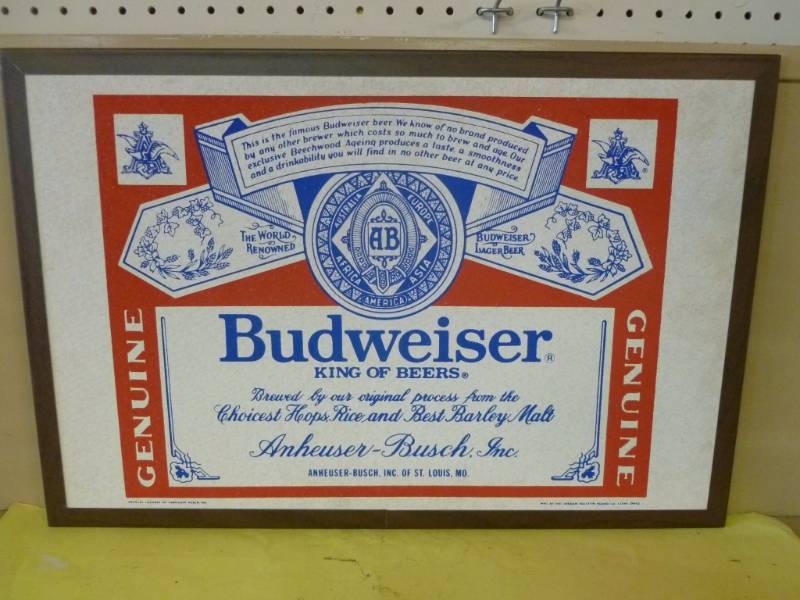 This is the famous Budweiser beer. We know of no brand produced
by any other brewer which costs so much to brew and age. Our
exclusive Beechwood Ageing produces a taste, a smoothness
and a drinkability you will find in no other beer at any price.
AUSTRALIA
EUROPE
AB
AFRICA
ASIA
AMERICA
THE WORLD
RENOWNED
BUDWEISER
LAGER BEER
GENUINE
GENUINE
Budweiser®
KING OF BEERS®
Brewed by our original process from the
Choicest Hops, Rice and Best Barley Malt
Anheuser-Busch, Inc.
ANHEUSER-BUSCH, INC. OF ST. LOUIS, MO.